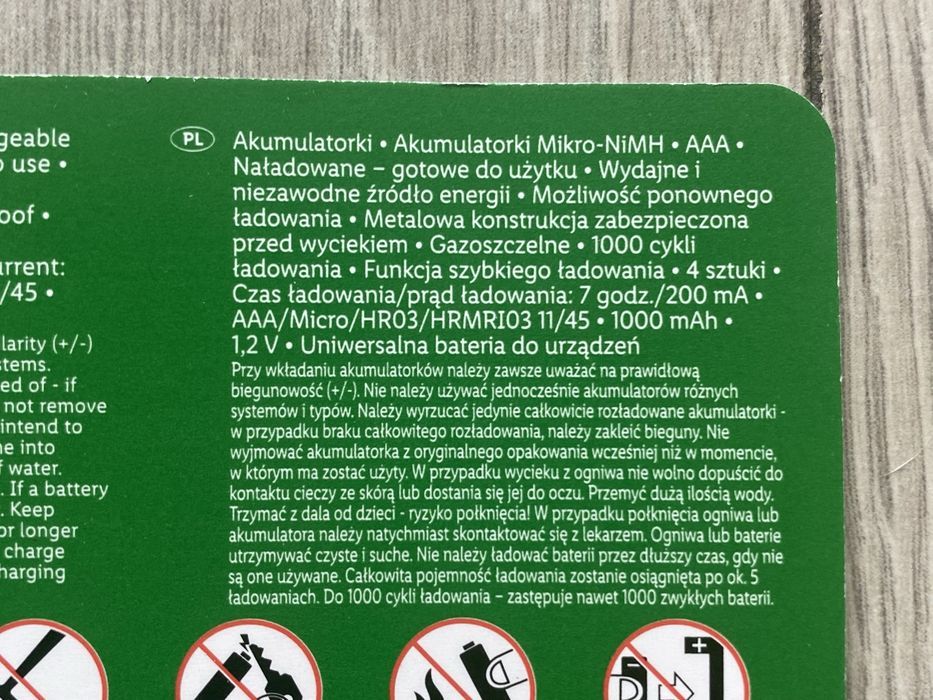 geable
use •
oof •
rrent:
/45 •
larity (+/-)
stems.
ed of - if
not remove
intend to
e into
f water.
. If a battery
. Keep
or longer
charge
harging
PL
Akumulatorki • Akumulatorki Mikro-NiMH • AAA •
Naładowane – gotowe do użytku • Wydajne i
niezawodne źródło energii • Możliwość ponownego
ładowania • Metalowa konstrukcja zabezpieczona
przed wyciekiem • Gazoszczelne • 1000 cykli
ładowania • Funkcja szybkiego ładowania • 4 sztuki •
Czas ładowania/prąd ładowania: 7 godz./200 mA •
AAA/Micro/HR03/HRMRI03 11/45 • 1000 mAh •
1,2 V • Uniwersalna bateria do urządzeń
Przy wkładaniu akumulatorków należy zawsze uważać na prawidłową
biegunowość (+/-). Nie należy używać jednocześnie akumulatorów różnych
systemów i typów. Należy wyrzucać jedynie całkowicie rozładowane akumulatorki -
w przypadku braku całkowitego rozładowania, należy zakleić bieguny. Nie
wyjmować akumulatorka z oryginalnego opakowania wcześniej niż w momencie,
w którym ma zostać użyty. W przypadku wycieku z ogniwa nie wolno dopuścić do
kontaktu cieczy ze skórą lub dostania się jej do oczu. Przemyć dużą ilością wody.
Trzymać z dala od dzieci - ryzyko połknięcia! W przypadku połknięcia ogniwa lub
akumulatora należy natychmiast skontaktować się z lekarzem. Ogniwa lub baterie
utrzymywać czyste i suche. Nie należy ładować baterii przez dłuższy czas, gdy nie
są one używane. Całkowita pojemność ładowania zostanie osiągnięta po ok. 5
ładowaniach. Do 1000 cykli ładowania – zastępuje nawet 1000 zwykłych baterii.